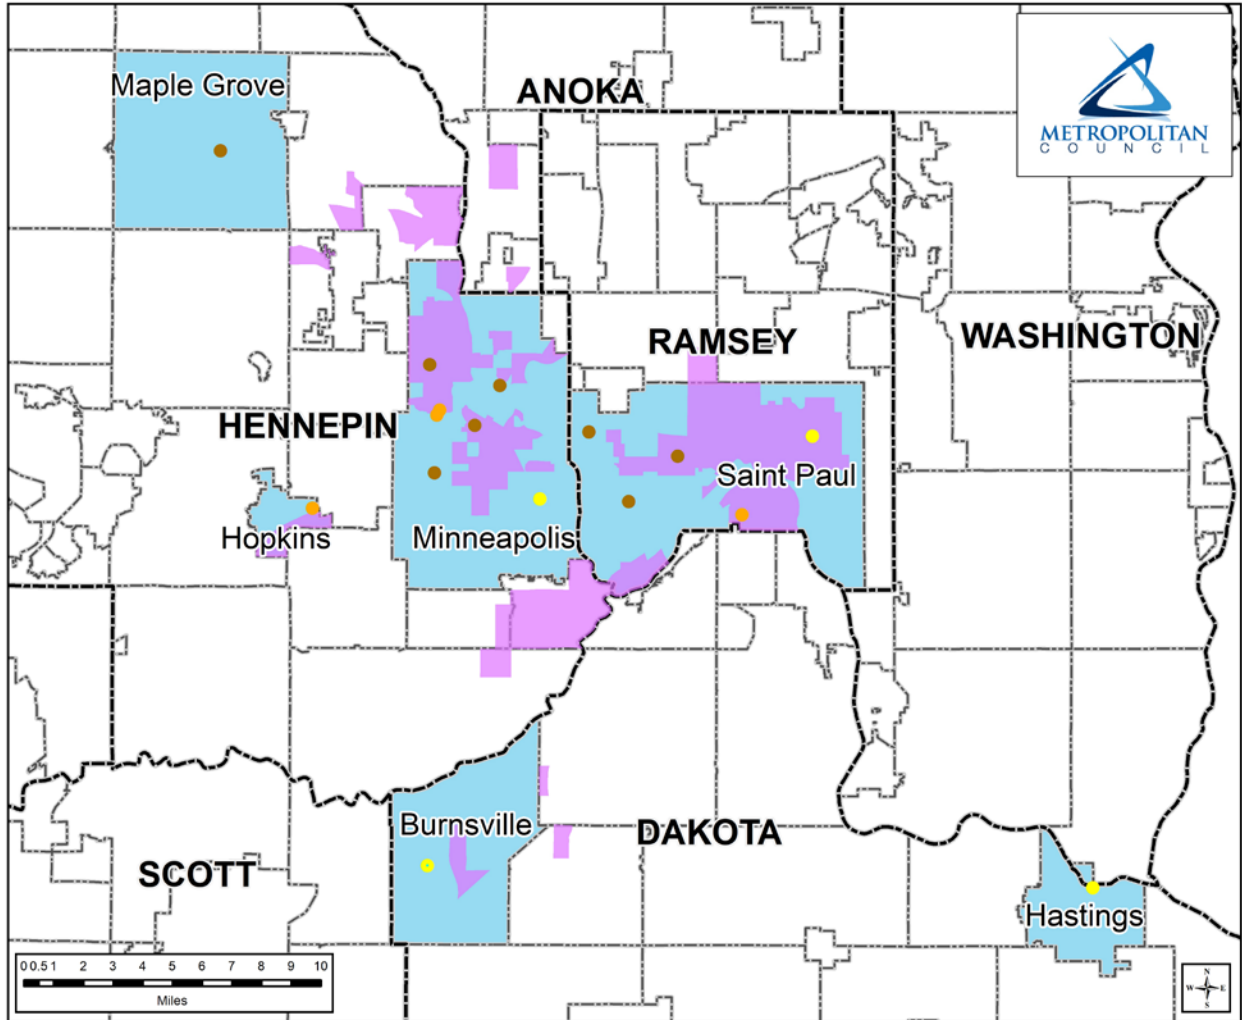 Maple Grove
ANOKA
METROPOLITAN
COUNCIL
RAMSEY
WASHINGTON
HENNEPIN
Saint Paul
Hopkins
Minneapolis
Burnsville
DAKOTA
SCOTT
Hastings
0 0.5 1 2 3 4 5 6 7 8 9 10
Miles
N
W E
S